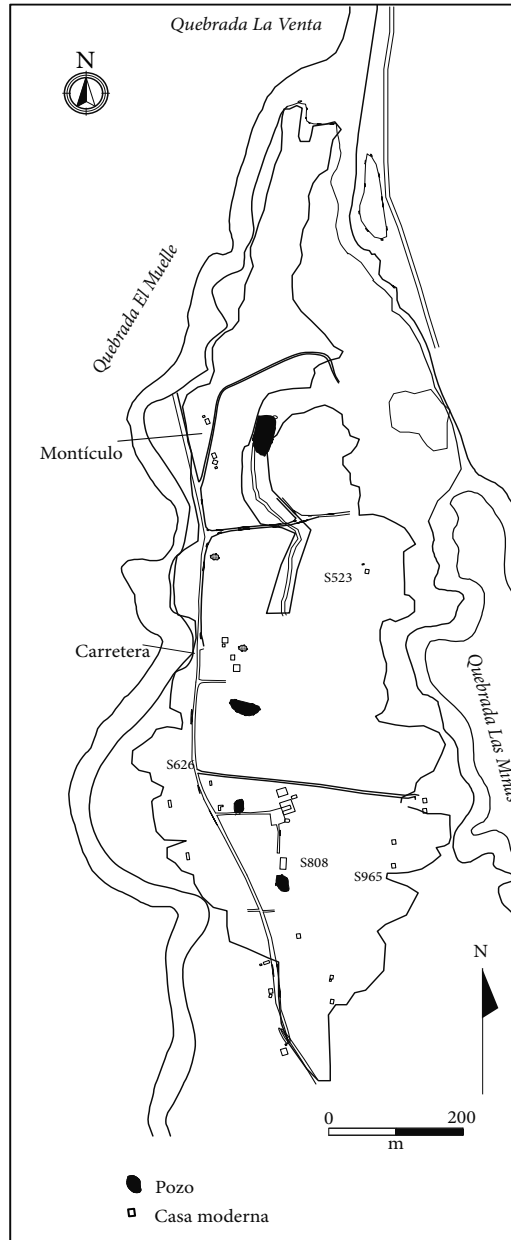 Quebrada La Venta
N
Quebrada El Muelle
Montículo
S523
Carretera
Quebrada Las Minas
S626
S808
S965
N
0 200
m
Pozo
Casa moderna